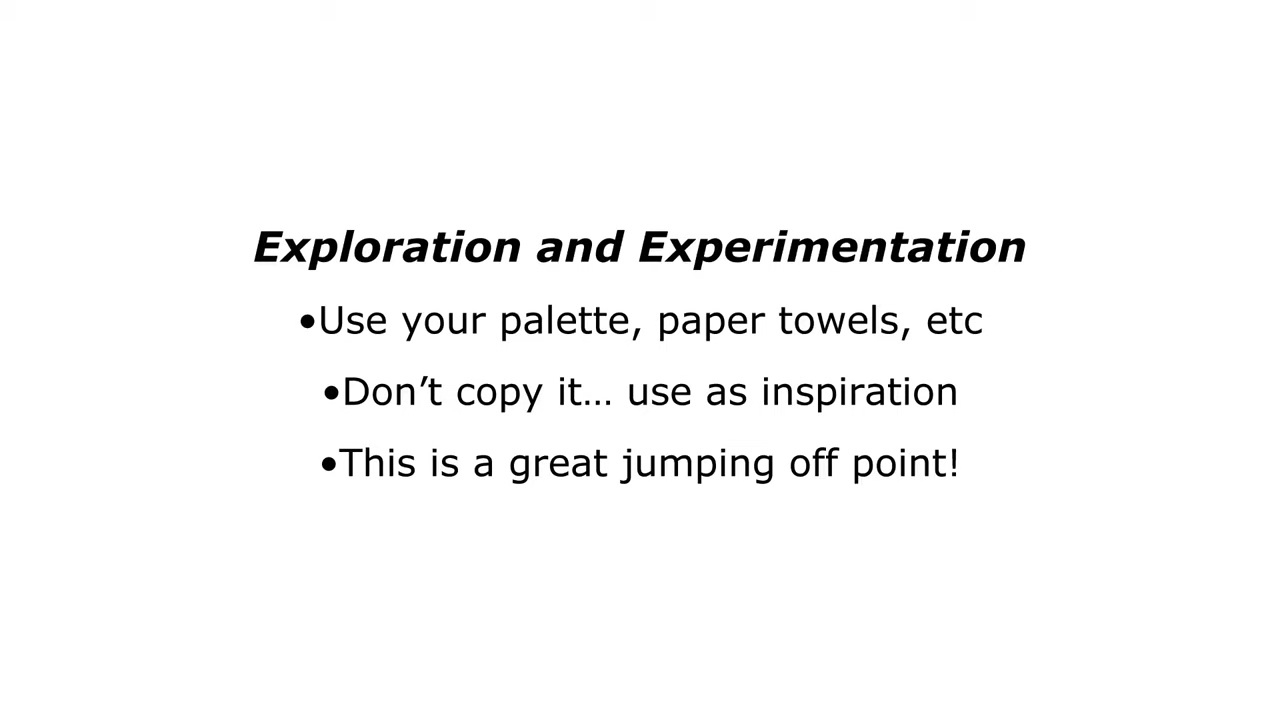 Exploration and Experimentation
•Use your palette, paper towels, etc
•Don’t copy it… use as inspiration
•This is a great jumping off point!